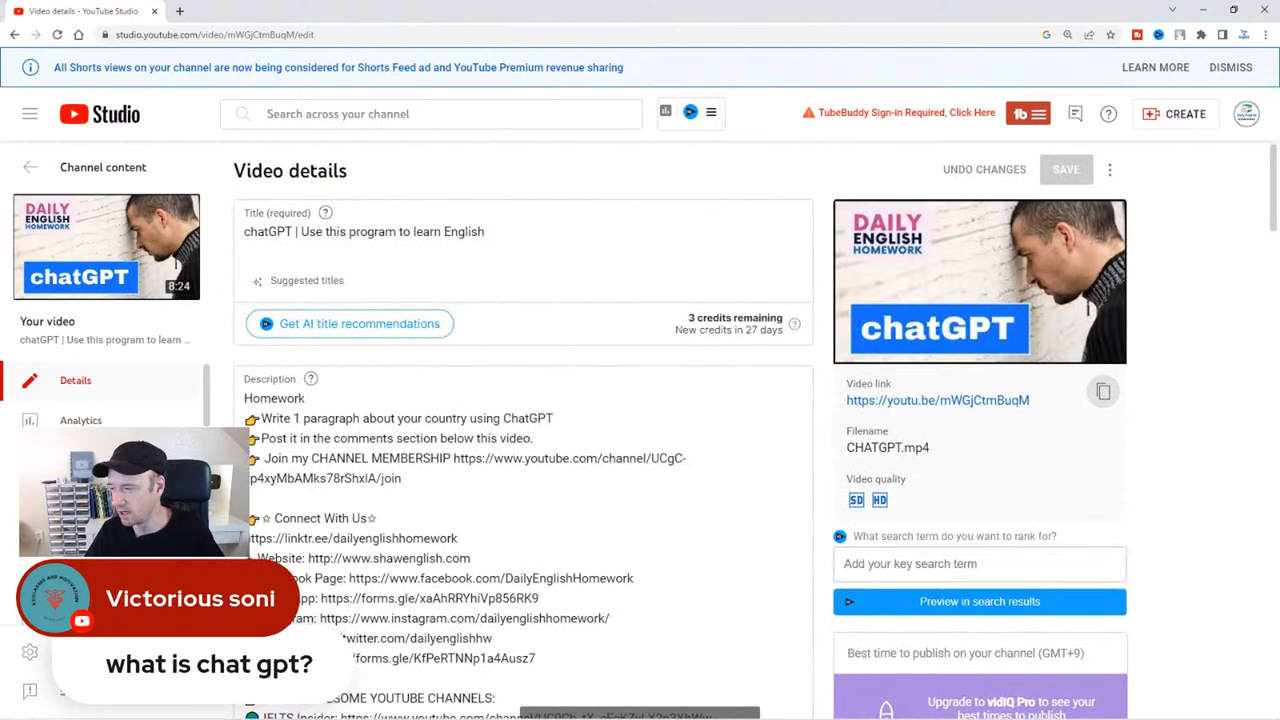 Video details - YouTube Studio
studio.youtube.com/video/mWGjCtmBuqM/edit
All Shorts views on your channel are now being considered for Shorts Feed ad and YouTube Premium revenue sharing
LEARN MORE
DISMISS
Studio
Search across your channel
TubeBuddy Sign-In Required, Click Here
tb
CREATE
Channel content
Video details
UNDO CHANGES
SAVE
DAILY
ENGLISH
HOMEWORK
chatGPT
8:24
Your video
chatGPT | Use this program to learn ...
Details
Analytics
Title (required)
chatGPT | Use this program to learn English
Suggested titles
Get AI title recommendations
3 credits remaining
New credits in 27 days
Description
Homework
👉Write 1 paragraph about your country using ChatGPT
👉Post it in the comments section below this video.
👉 Join my CHANNEL MEMBERSHIP https://www.youtube.com/channel/UCgC-
p4xyMbAMks78rShxIA/join
👉☆ Connect With Us☆
https://linktr.ee/dailyenglishhomework
Website: http://www.shawenglish.com
ook Page: https://www.facebook.com/DailyEnglishHomework
pp: https://forms.gle/xaAhRRYhiVp856RK9
ram: https://www.instagram.com/dailyenglishhomework/
twitter.com/dailyenglishhw
/forms.gle/KfPeRTNNp1a4Ausz7
ESOME YOUTUBE CHANNELS:
DAILY
ENGLISH
HOMEWORK
chatGPT
Video link
https://youtu.be/mWGjCtmBuqM
Filename
CHATGPT.mp4
Video quality
SD HD
What search term do you want to rank for?
Add your key search term
Preview in search results
Best time to publish on your channel (GMT+9)
Upgrade to vidIQ Pro to see your
best times to publish
Victorious soni
what is chat gpt?